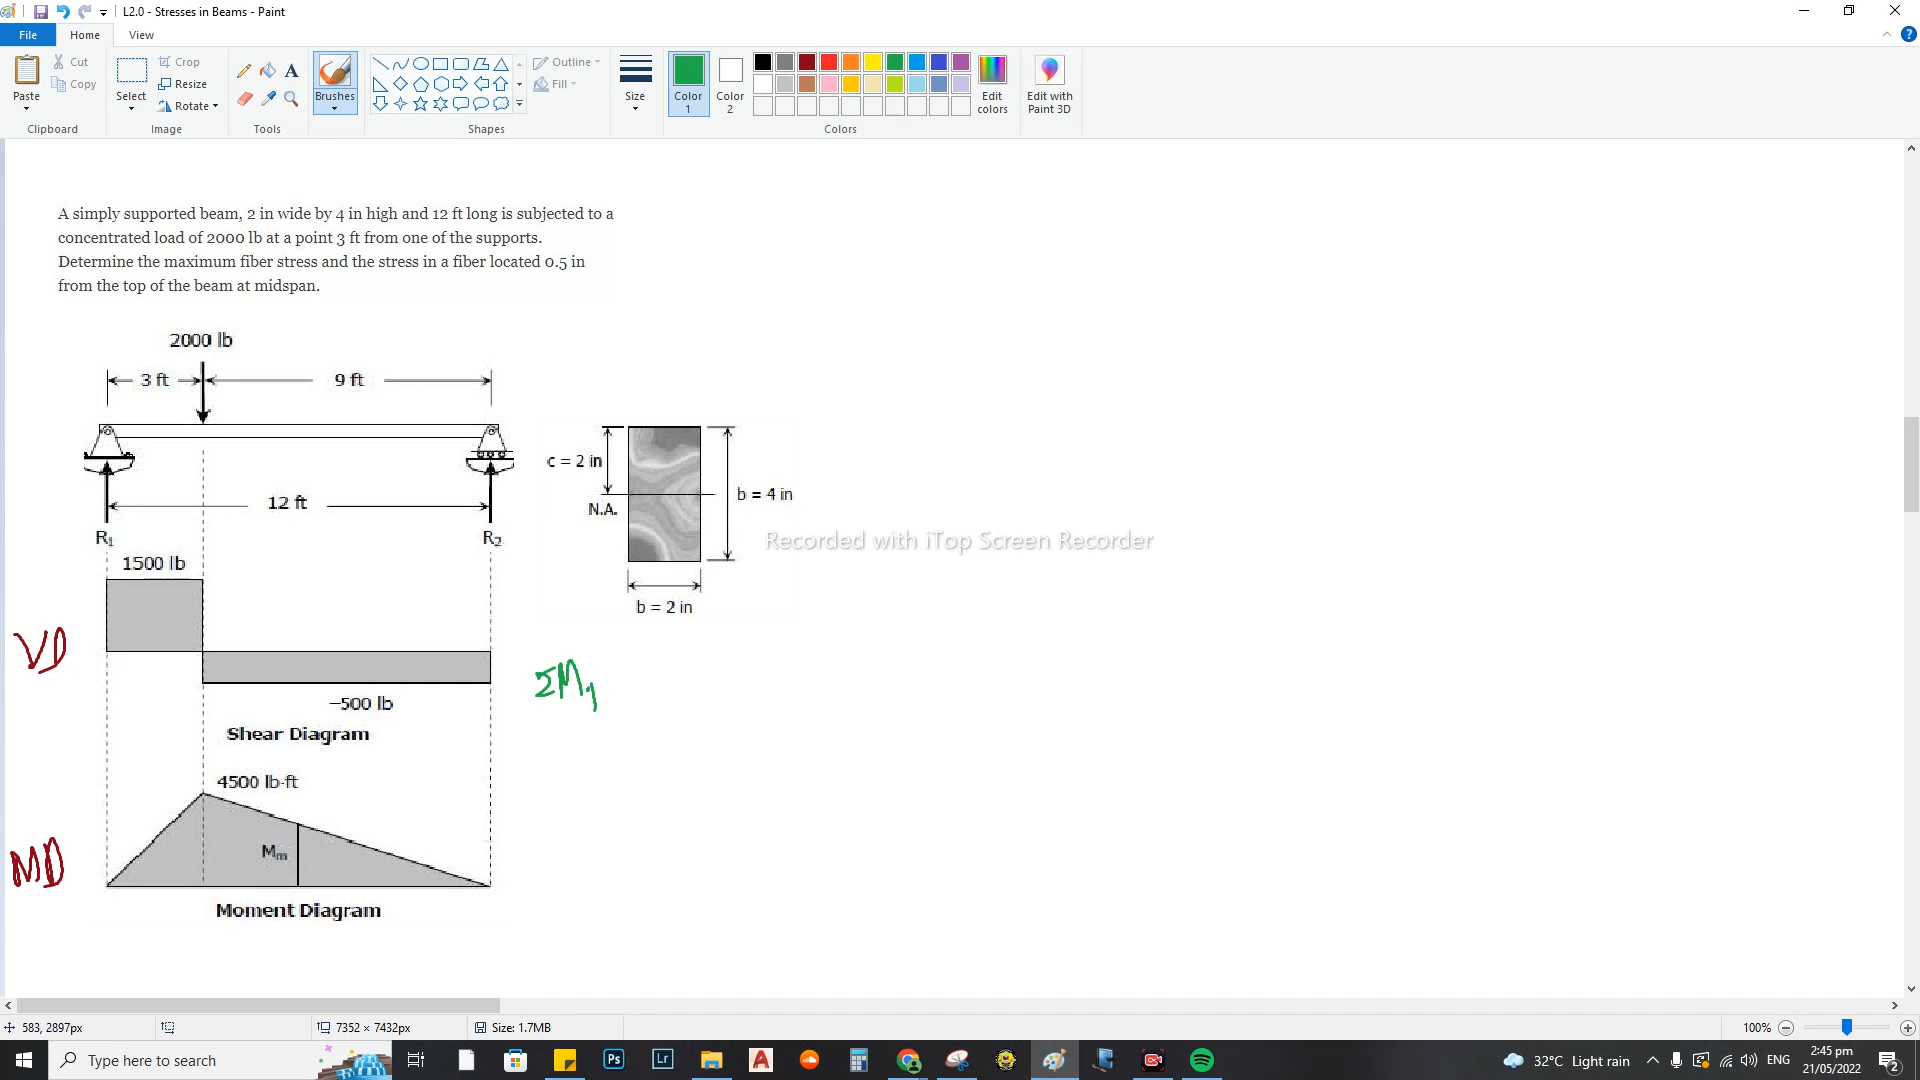 L2.0 - Stresses in Beams - Paint
File Home View
Paste Cut Copy Clipboard
Select Crop Resize Rotate Image
Tools
Brushes
Shapes
Outline
Fill
Size
Color 1
Color 2
Colors
Edit colors
Edit with Paint 3D
A simply supported beam, 2 in wide by 4 in high and 12 ft long is subjected to a
concentrated load of 2000 lb at a point 3 ft from one of the supports.
Determine the maximum fiber stress and the stress in a fiber located 0.5 in
from the top of the beam at midspan.
2000 lb
3 ft
9 ft
12 ft
R1
R2
c = 2 in
N.A.
b = 4 in
b = 2 in
Recorded with iTop Screen Recorder
1500 lb
VD
-500 lb
Shear Diagram
ΣM1
4500 lb-ft
Mm
MD
Moment Diagram
583, 2897px
7352 × 7432px
Size: 1.7MB
100%
Type here to search
Ps
Lr
32°C Light rain
ENG
2:45 pm
21/05/2022
2